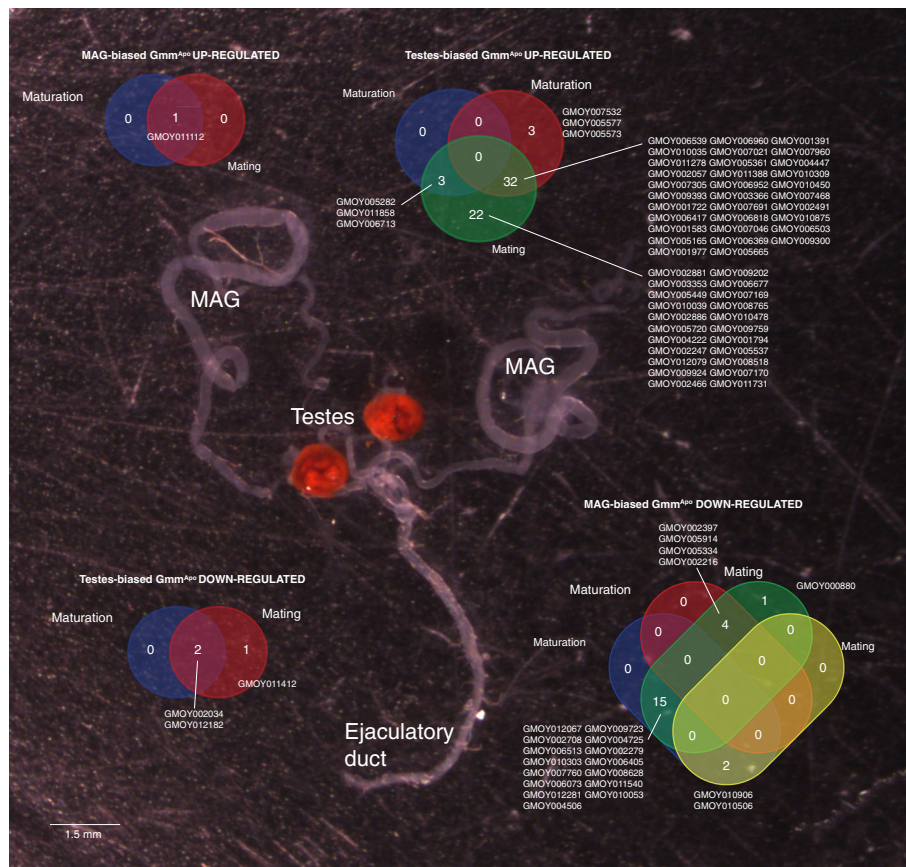 MAG-biased Gmm^Apo UP-REGULATED
Maturation
0
1
0
GMOY011112
Mating
Testes-biased Gmm^Apo UP-REGULATED
Maturation
Maturation
0
0
3
GMOY007532
GMOY005577
GMOY005573
0
3
32
22
Mating
GMOY005282
GMOY011858
GMOY006713
GMOY006539 GMOY006960 GMOY001391
GMOY010035 GMOY007021 GMOY007960
GMOY011278 GMOY005361 GMOY004447
GMOY002057 GMOY011388 GMOY010309
GMOY007305 GMOY006952 GMOY010450
GMOY009393 GMOY003366 GMOY007468
GMOY001722 GMOY007691 GMOY002491
GMOY006417 GMOY006818 GMOY010875
GMOY001583 GMOY007046 GMOY006503
GMOY005165 GMOY006369 GMOY009300
GMOY001977 GMOY005665
GMOY002881 GMOY009202
GMOY003353 GMOY006677
GMOY005449 GMOY007169
GMOY010039 GMOY008765
GMOY002886 GMOY010478
GMOY005720 GMOY009759
GMOY004222 GMOY001794
GMOY002247 GMOY005537
GMOY012079 GMOY008518
GMOY009924 GMOY007170
GMOY002466 GMOY011731
MAG
MAG
Testes
Ejaculatory
duct
Testes-biased Gmm^Apo DOWN-REGULATED
Maturation
Mating
0
2
1
GMOY011412
GMOY002034
GMOY012182
MAG-biased Gmm^Apo DOWN-REGULATED
GMOY002397
GMOY005914
GMOY005334
GMOY002216
Maturation
Mating
GMOY000880
Maturation
Mating
0
1
0
4
0
0
0
0
0
15
0
0
0
0
2
GMOY012067 GMOY009723
GMOY002708 GMOY004725
GMOY006513 GMOY002279
GMOY010303 GMOY006405
GMOY007760 GMOY008628
GMOY006073 GMOY011540
GMOY012281 GMOY010053
GMOY004506
GMOY010906
GMOY010506
1.5 mm